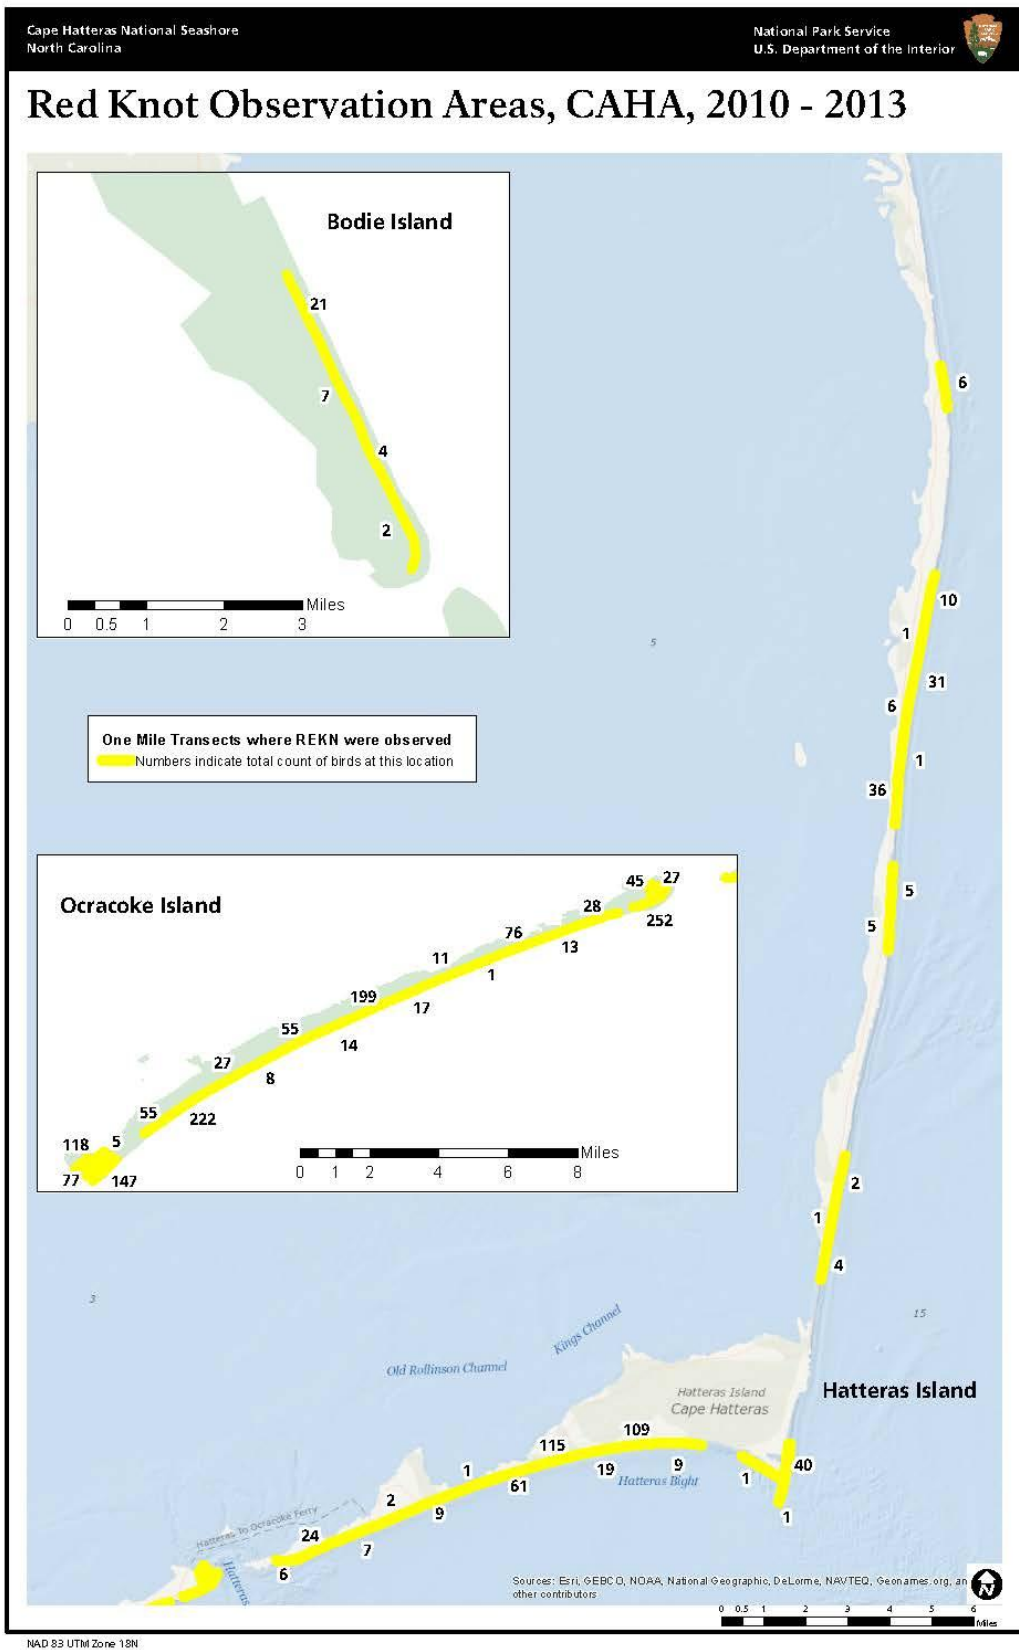 Cape Hatteras National Seashore
North Carolina
National Park Service
U.S. Department of the Interior
Red Knot Observation Areas, CAHA, 2010 - 2013
Bodie Island
21
7
4
2
Miles
0 0.5 1 2 3
6
10
1
31
6
1
36
5
5
5
One Mile Transects where REKN were observed
Numbers indicate total count of birds at this location
Ocracoke Island
45 27
28
252
76
13
11
1
199
17
55
14
27
8
55
222
118 5
77 147
Miles
0 1 2 4 6 8
2
1
4
3
15
Kings Channel
Old Rollinson Channel
Hatteras Island
Cape Hatteras
Hatteras Island
109
115
19 9
Hatteras Bight
1 40
1
1
61
2
9
Hatteras To Ocracoke Ferry
24
7
6
Hatteras
Sources: Esri, GEBCO, NOAA, National Geographic, DeLorme, NAVTEQ, Geonames.org, an
other contributors
N
0 0.5 1 2 3 4 5 6
Miles
NAD 83 UTM Zone 18N